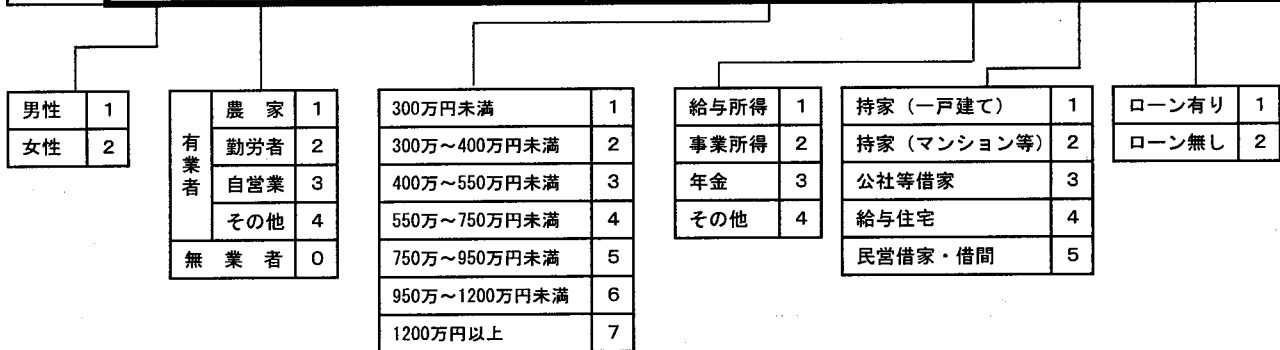 男性 1
女性 2
有業者
農家 1
勤労者 2
自営業 3
その他 4
無業者 0
300万円未満 1
300万～400万円未満 2
400万～550万円未満 3
550万～750万円未満 4
750万～950万円未満 5
950万～1200万円未満 6
1200万円以上 7
給与所得 1
事業所得 2
年金 3
その他 4
持家（一戸建て） 1
持家（マンション等） 2
公社等借家 3
給与住宅 4
民営借家・借間 5
ローン有り 1
ローン無し 2